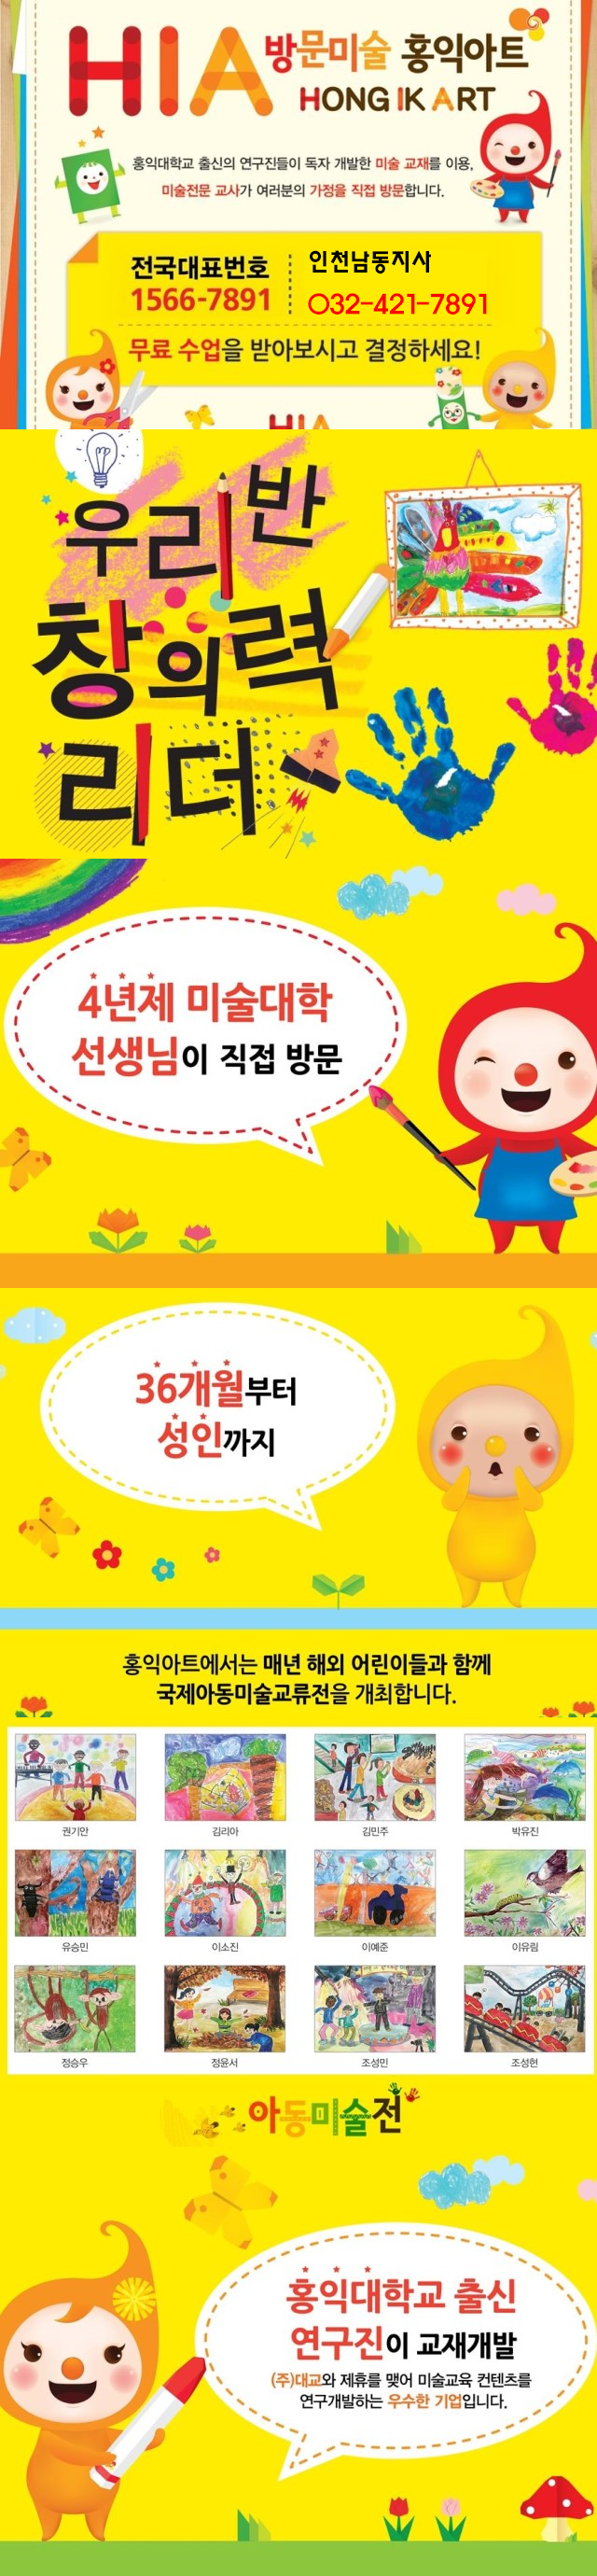 HIA 방문미술 홍익아트
HONG IK ART
홍익대학교 출신의 연구진들이 독자 개발한 미술 교재를 이용,
미술전문 교사가 여러분의 가정을 직접 방문합니다.
전국대표번호
1566-7891
인천남동지사
032-421-7891
무료 수업을 받아보시고 결정하세요!
HIA
우리반
창의력
리더
4년제 미술대학
선생님이 직접 방문
36개월부터
성인까지
홍익아트에서는 매년 해외 어린이들과 함께
국제아동미술교류전을 개최합니다.
권기안 김리아 김민주 박유진
유승민 이소진 이예준 이유림
정승우 정윤서 조성민 조성현
아동미술전
홍익대학교 출신
연구진이 교재개발
(주)대교와 제휴를 맺어 미술교육 컨텐츠를
연구개발하는 우수한 기업입니다.